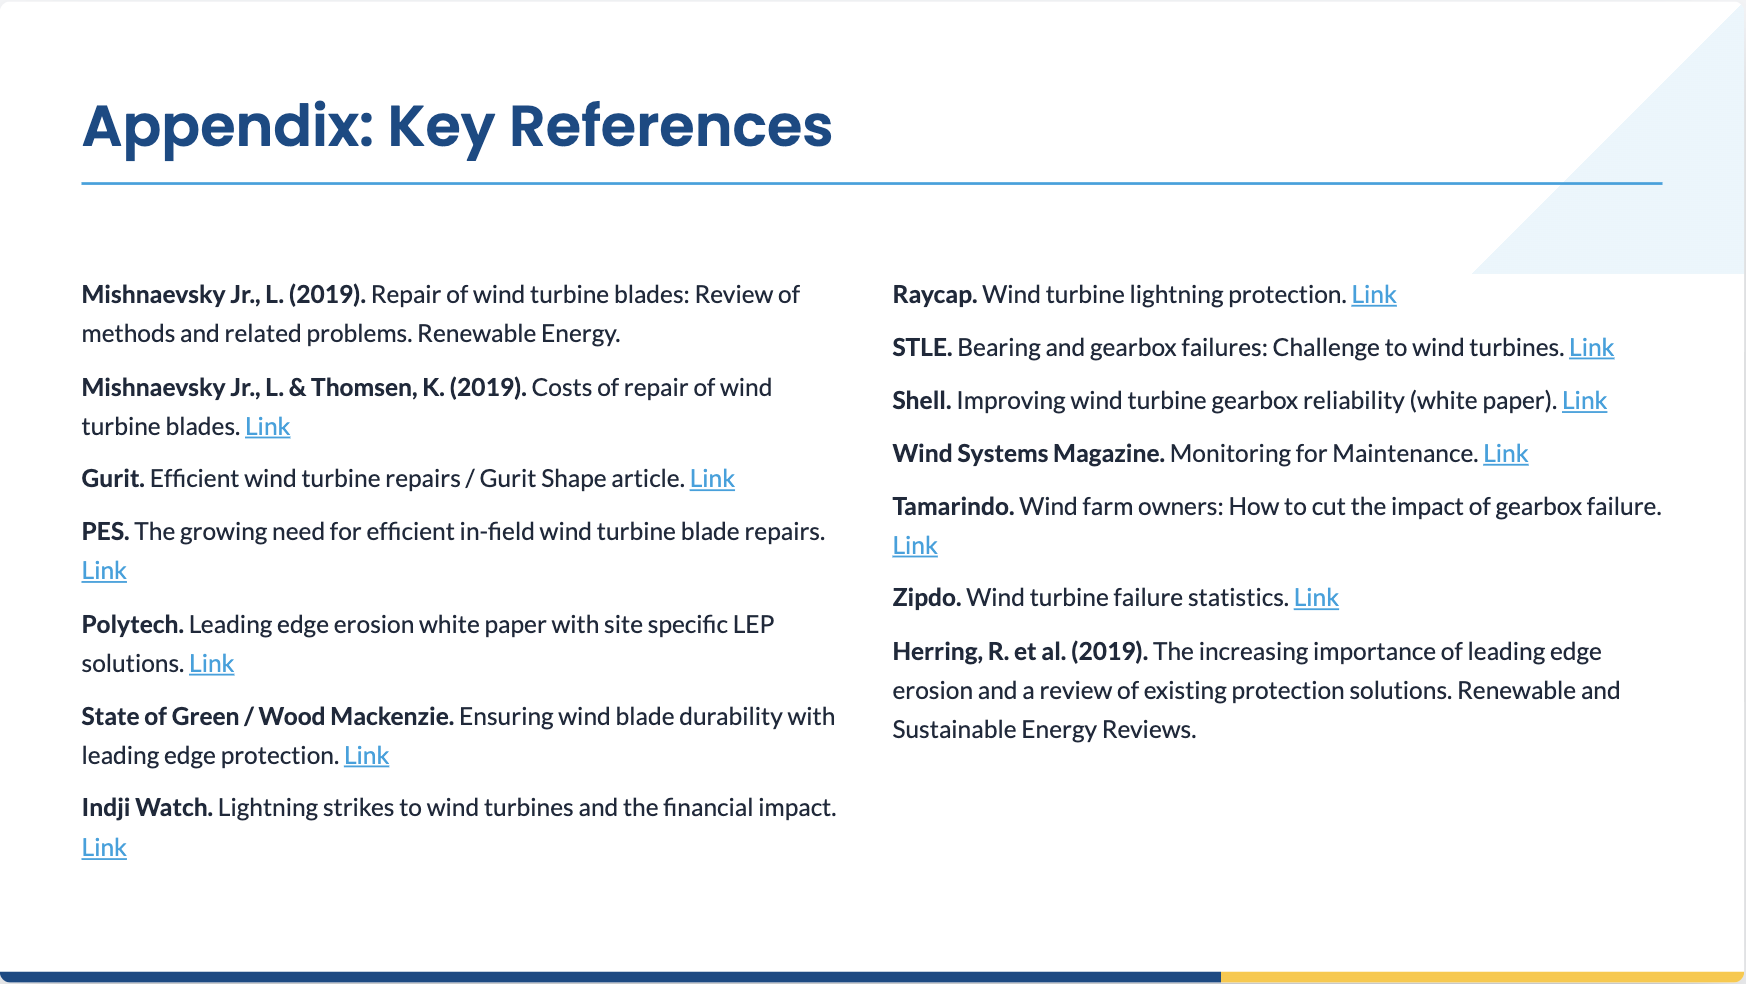 Appendix: Key References
Mishnaevsky Jr., L. (2019). Repair of wind turbine blades: Review of
methods and related problems. Renewable Energy.
Mishnaevsky Jr., L. & Thomsen, K. (2019). Costs of repair of wind
turbine blades. Link
Gurit. Efficient wind turbine repairs / Gurit Shape article. Link
PES. The growing need for efficient in-field wind turbine blade repairs.
Link
Polytech. Leading edge erosion white paper with site specific LEP
solutions. Link
State of Green / Wood Mackenzie. Ensuring wind blade durability with
leading edge protection. Link
Indji Watch. Lightning strikes to wind turbines and the financial impact.
Link
Raycap. Wind turbine lightning protection. Link
STLE. Bearing and gearbox failures: Challenge to wind turbines. Link
Shell. Improving wind turbine gearbox reliability (white paper). Link
Wind Systems Magazine. Monitoring for Maintenance. Link
Tamarindo. Wind farm owners: How to cut the impact of gearbox failure.
Link
Zipdo. Wind turbine failure statistics. Link
Herring, R. et al. (2019). The increasing importance of leading edge
erosion and a review of existing protection solutions. Renewable and
Sustainable Energy Reviews.